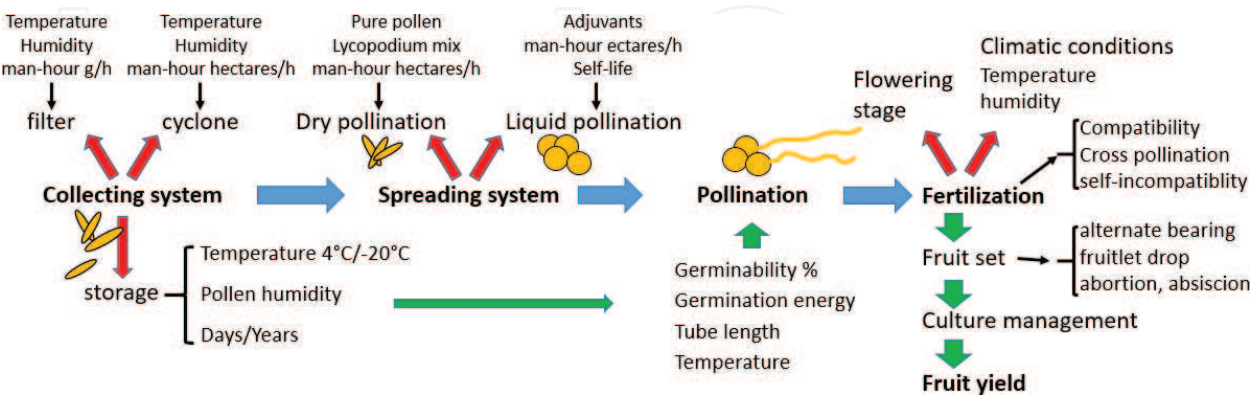 Temperature
Humidity
man-hour g/h
filter
Temperature
Humidity
man-hour hectares/h
cyclone
Collecting system
storage
Temperature 4°C/-20°C
Pollen humidity
Days/Years
Pure pollen
Lycopodium mix
man-hour hectares/h
Dry pollination
Adjuvants
man-hour ectares/h
Self-life
Liquid pollination
Spreading system
Pollination
Germinability %
Germination energy
Tube length
Temperature
Flowering
stage
Climatic conditions
Temperature
humidity
Fertilization
Compatibility
Cross pollination
self-incompatiblity
Fruit set
alternate bearing
fruitlet drop
abortion, absiscion
Culture management
Fruit yield